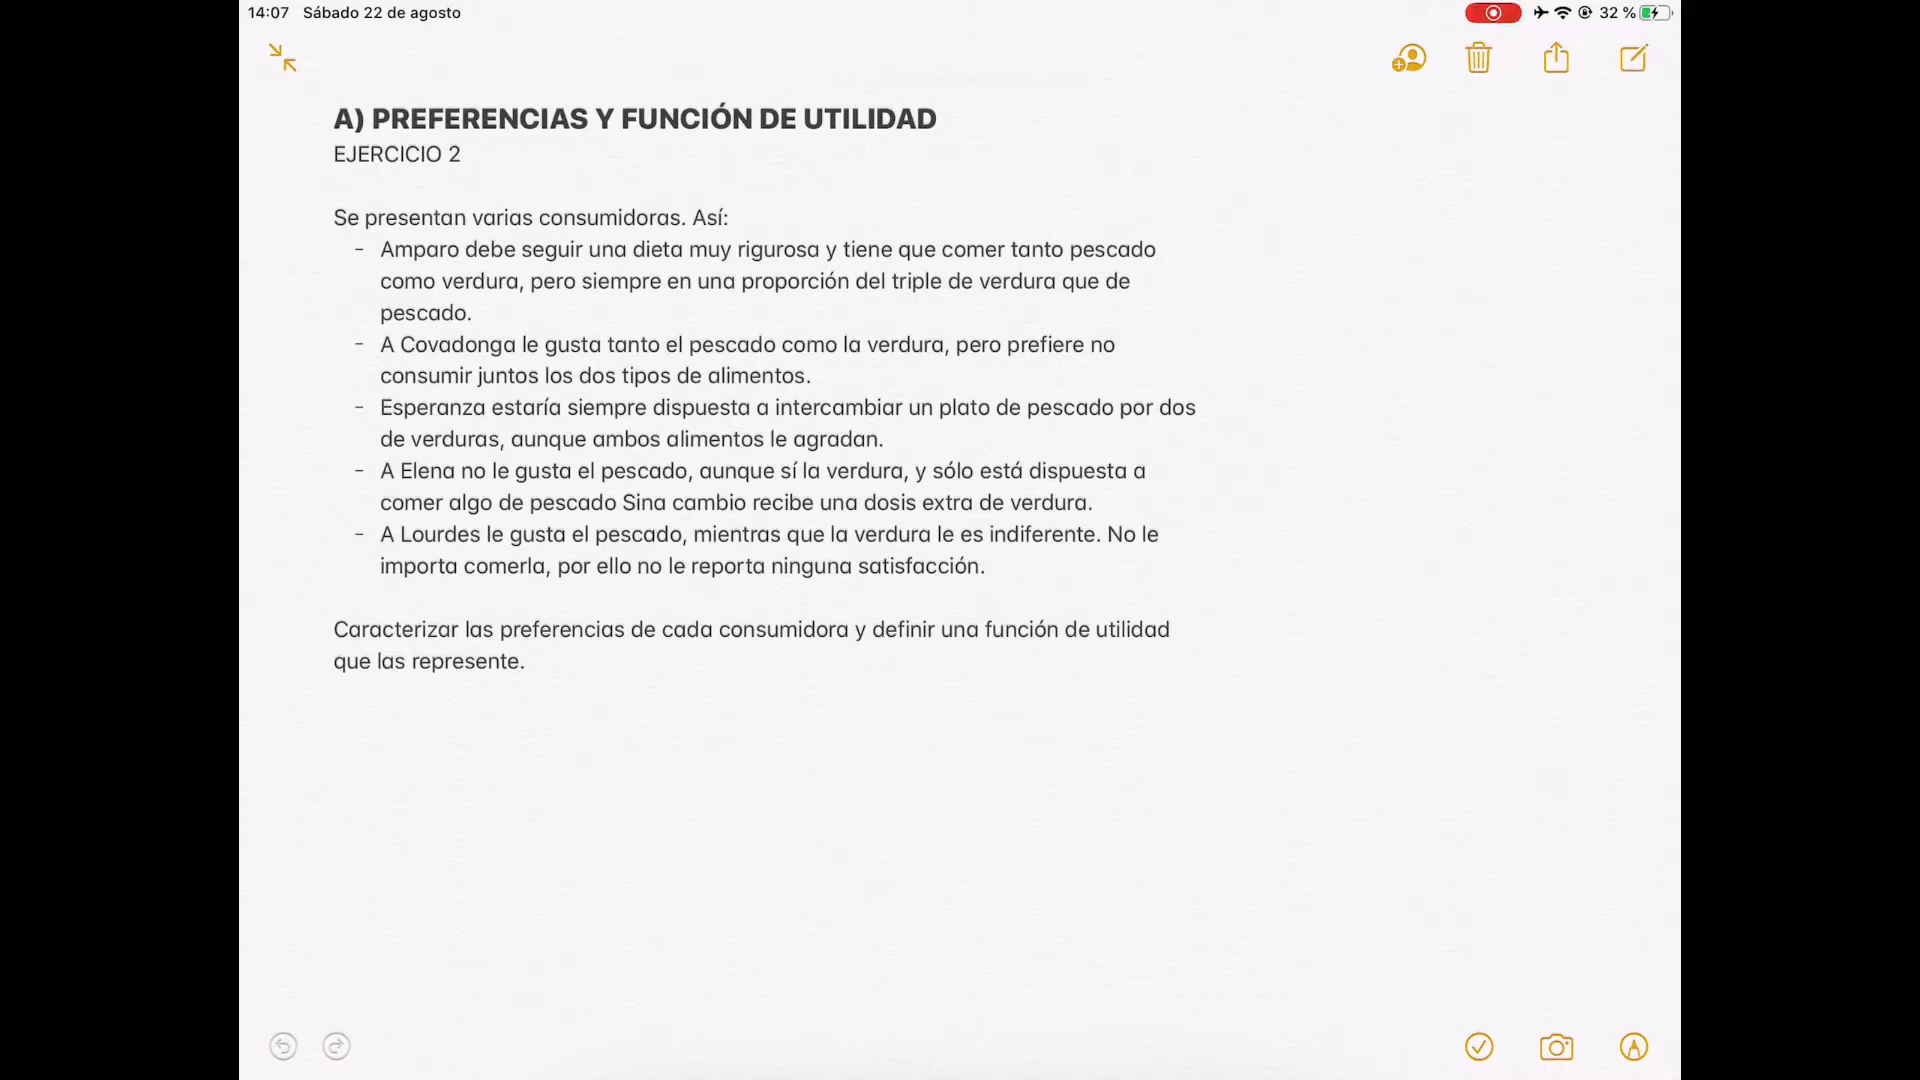 14:07 Sábado 22 de agosto
32 %
A) PREFERENCIAS Y FUNCIÓN DE UTILIDAD
EJERCICIO 2
Se presentan varias consumidoras. Así:
- Amparo debe seguir una dieta muy rigurosa y tiene que comer tanto pescado
como verdura, pero siempre en una proporción del triple de verdura que de
pescado.
- A Covadonga le gusta tanto el pescado como la verdura, pero prefiere no
consumir juntos los dos tipos de alimentos.
- Esperanza estaría siempre dispuesta a intercambiar un plato de pescado por dos
de verduras, aunque ambos alimentos le agradan.
- A Elena no le gusta el pescado, aunque sí la verdura, y sólo está dispuesta a
comer algo de pescado Sina cambio recibe una dosis extra de verdura.
- A Lourdes le gusta el pescado, mientras que la verdura le es indiferente. No le
importa comerla, por ello no le reporta ninguna satisfacción.
Caracterizar las preferencias de cada consumidora y definir una función de utilidad
que las represente.